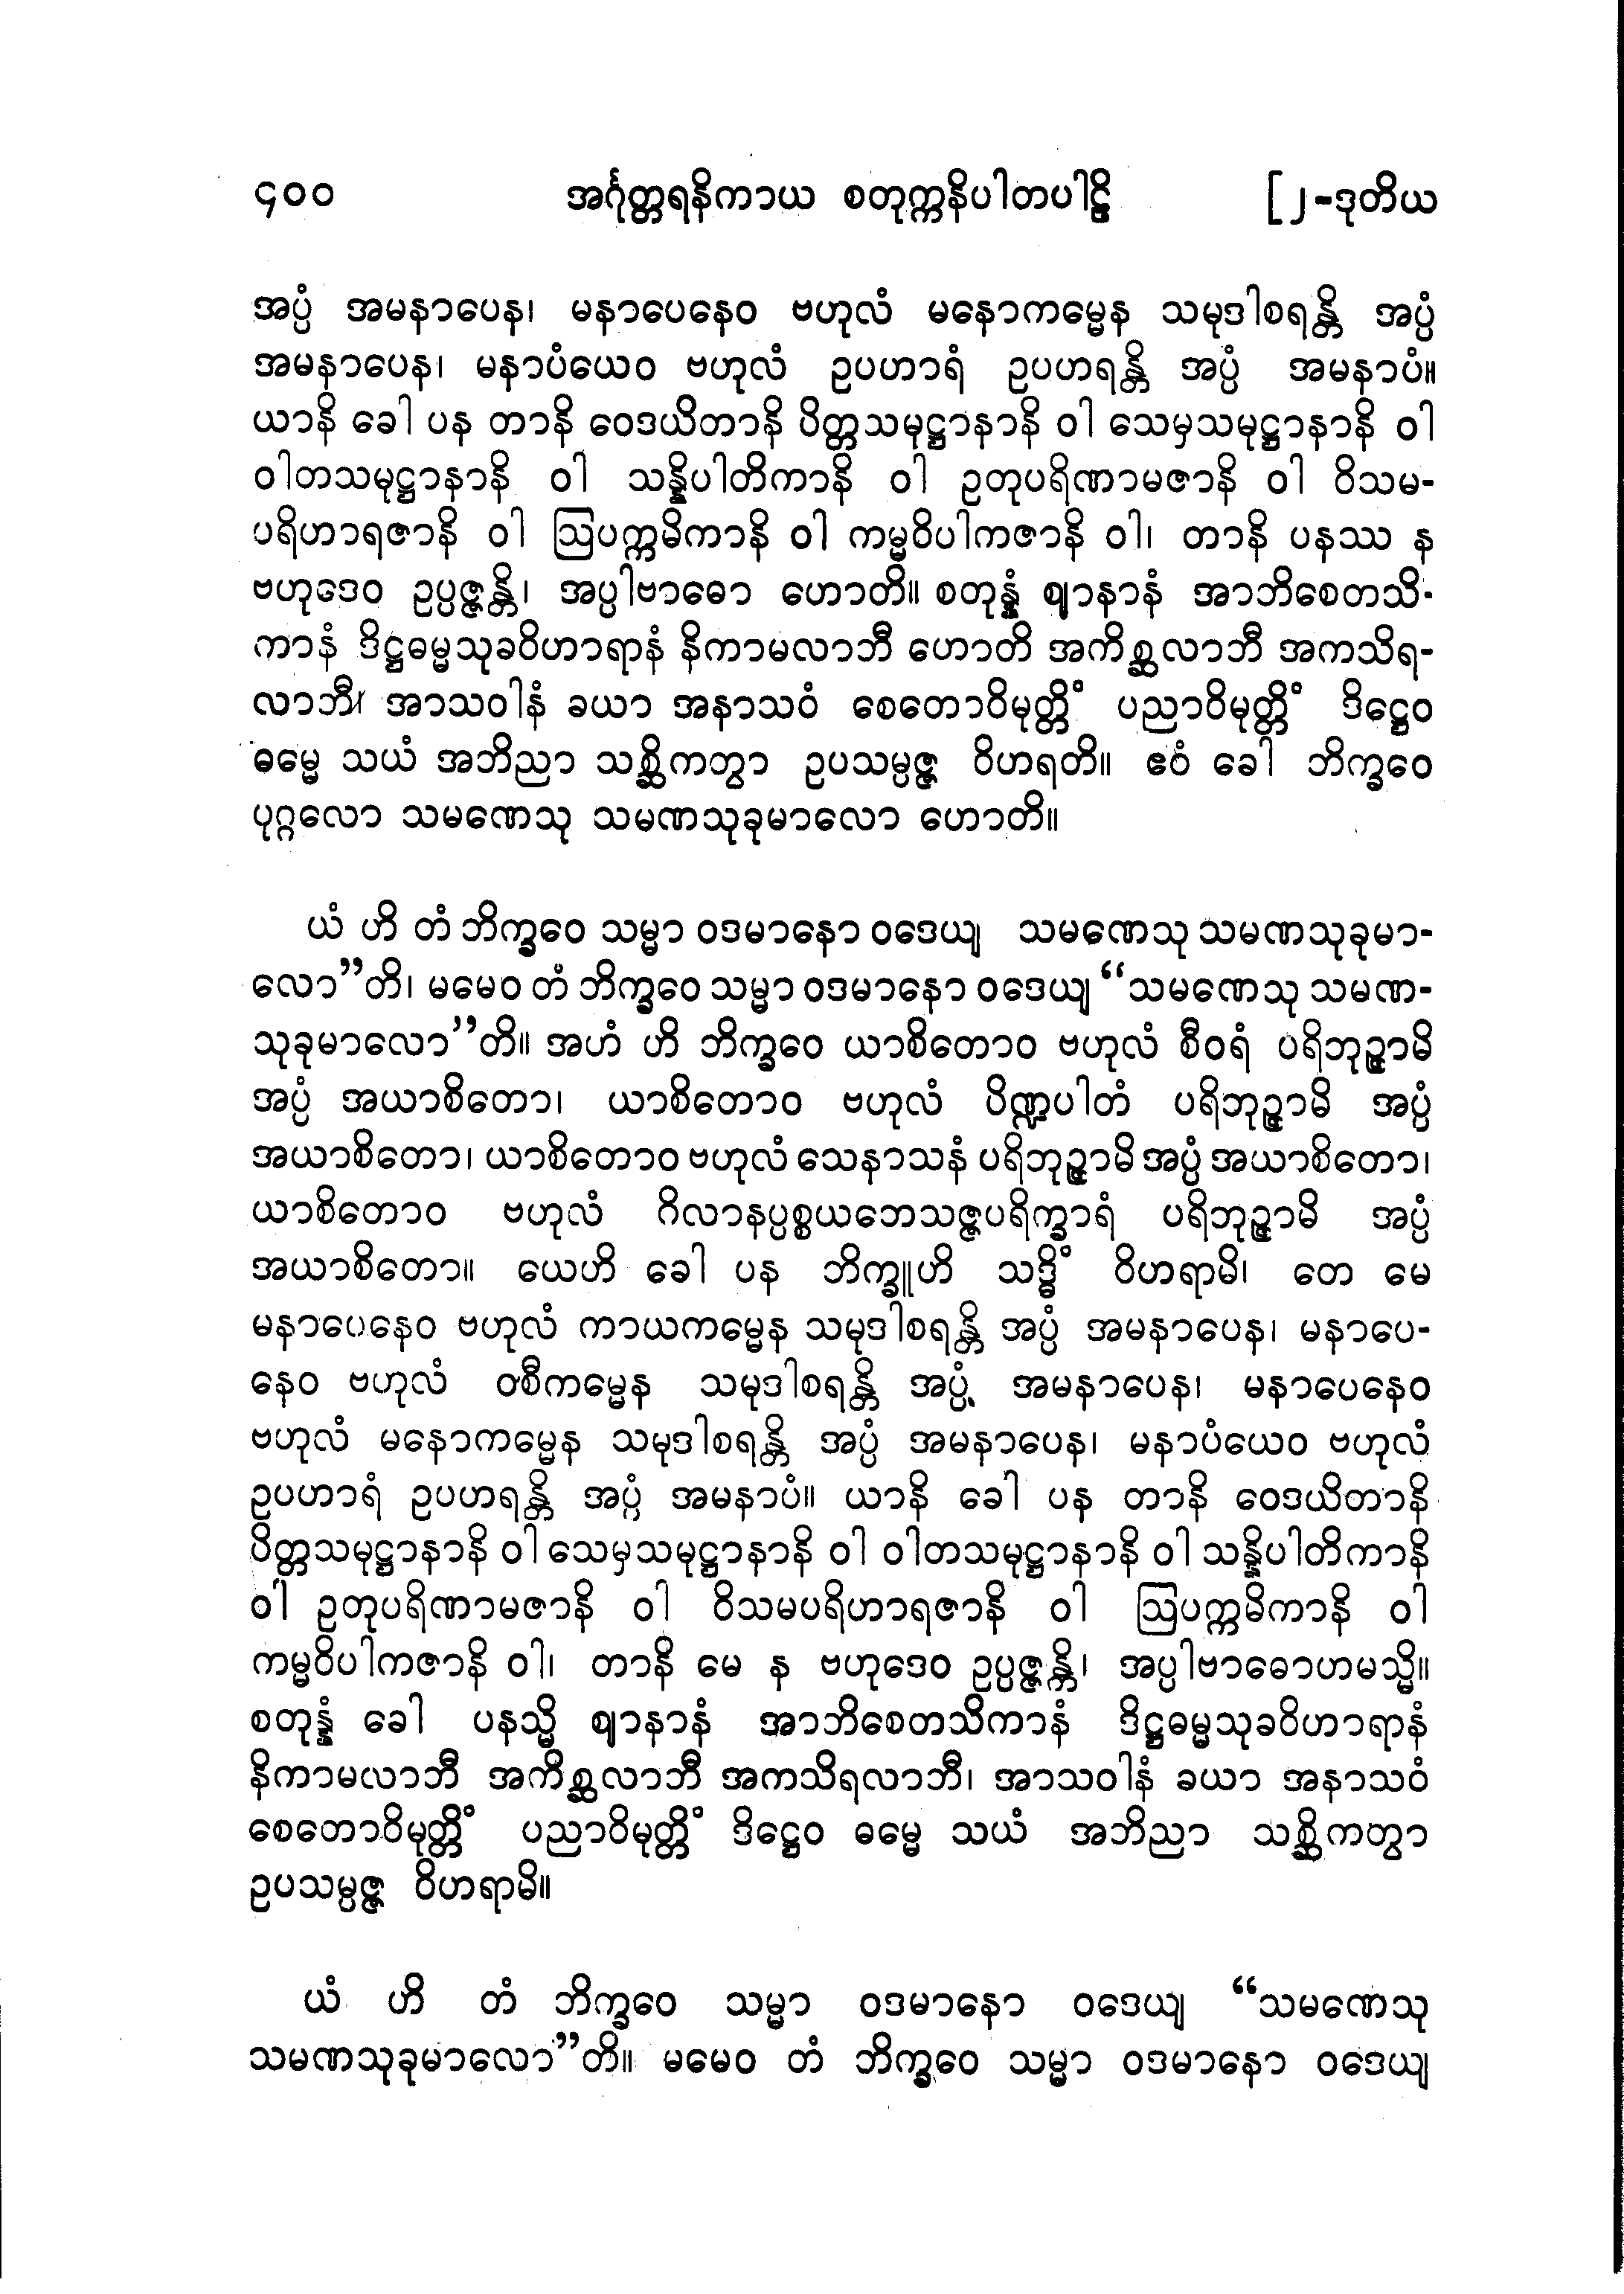 ၄၀၀ အင်္ဂုတ္တရနိကာယ စတုက္ကနိပါတပါဠိ [၂-ဒုတိယ
အပ္ပံ အမနာပေန၊ မနာပေနေဝ ဗဟုလံ မနောကမ္မေန သမုဒါစရန္တိ အပ္ပံ
အမနာပေန၊ မနာပံယေဝ ဗဟုလံ ဥပဟာရံ ဥပဟရန္တိ အပ္ပံ အမနာပံ။
ယာနိ ခေါ ပန တာနိ ဝေဒယိတာနိ ပိတ္တသမုဋ္ဌာနာနိ ဝါ သေမှသမုဋ္ဌာနာနိ ဝါ
ဝါတသမုဋ္ဌာနာနိ ဝါ သန္နိပါတိကာနိ ဝါ ဥတုပရိဏာမဇာနိ ဝါ ဝိသမ-
ပရိဟာရဇာနိ ဝါ ဩပက္ကမိကာနိ ဝါ ကမ္မဝိပါကဇာနိ ဝါ၊ တာနိ ပနဿ န
ဗဟုဒေဝ ဥပ္ပဇ္ဇန္တိ၊ အပ္ပါဗာဓော ဟောတိ။ စတုန္နံ ဈာနာနံ အာဘိစေတသိ-
ကာနံ ဒိဋ္ဌဓမ္မသုခဝိဟာရာနံ နိကာမလာဘီ ဟောတိ အကိစ္ဆလာဘီ အကသိရ-
လာဘီ၊ အာသဝါနံ ခယာ အနာသဝံ စေတောဝိမုတ္တိံ ပညာဝိမုတ္တိံ ဒိဋ္ဌေဝ
ဓမ္မေ သယံ အဘိညာ သစ္ဆိကတွာ ဥပသမ္ပဇ္ဇ ဝိဟရတိ။ ဧဝံ ခေါ ဘိက္ခဝေ
ပုဂ္ဂလော သမဏေသု သမဏသုခုမာလော ဟောတိ။
ယံ ဟိ တံ ဘိက္ခဝေ သမ္မာ ဝဒမာနော ဝဒေယျ သမဏေသု သမဏသုခုမာ-
လော”တိ၊ မမေဝ တံ ဘိက္ခဝေ သမ္မာ ဝဒမာနော ဝဒေယျ “သမဏေသု သမဏ-
သုခုမာလော”တိ။ အဟံ ဟိ ဘိက္ခဝေ ယာစိတောဝ ဗဟုလံ စီဝရံ ပရိဘုဉ္ဇာမိ
အပ္ပံ အယာစိတော၊ ယာစိတောဝ ဗဟုလံ ပိဏ္ဍပါတံ ပရိဘုဉ္ဇာမိ အပ္ပံ
အယာစိတော၊ ယာစိတောဝ ဗဟုလံ သေနာသနံ ပရိဘုဉ္ဇာမိ အပ္ပံ အယာစိတော၊
ယာစိတောဝ ဗဟုလံ ဂိလာနပ္ပစ္စယဘေသဇ္ဇပရိက္ခာရံ ပရိဘုဉ္ဇာမိ အပ္ပံ
အယာစိတော။ ယေဟိ ခေါ ပန ဘိက္ခူဟိ သဒ္ဓိံ ဝိဟရာမိ၊ တေ မေ
မနာပေနေဝ ဗဟုလံ ကာယကမ္မေန သမုဒါစရန္တိ အပ္ပံ အမနာပေန၊ မနာပေ-
နေဝ ဗဟုလံ ဝစီကမ္မေန သမုဒါစရန္တိ အပ္ပံ အမနာပေန၊ မနာပေနေဝ
ဗဟုလံ မနောကမ္မေန သမုဒါစရန္တိ အပ္ပံ အမနာပေန၊ မနာပံယေဝ ဗဟုလံ
ဥပဟာရံ ဥပဟရန္တိ အပ္ပံ အမနာပံ။ ယာနိ ခေါ ပန တာနိ ဝေဒယိတာနိ
ပိတ္တသမုဋ္ဌာနာနိ ဝါ သေမှသမုဋ္ဌာနာနိ ဝါ ဝါတသမုဋ္ဌာနာနိ ဝါ သန္နိပါတိကာနိ
ဝါ ဥတုပရိဏာမဇာနိ ဝါ ဝိသမပရိဟာရဇာနိ ဝါ ဩပက္ကမိကာနိ ဝါ
ကမ္မဝိပါကဇာနိ ဝါ၊ တာနိ မေ န ဗဟုဒေဝ ဥပ္ပဇ္ဇန္တိ၊ အပ္ပါဗာဓောဟမသ္မိ။
စတုန္နံ ခေါ ပနသ္မိ ဈာနာနံ အာဘိစေတသိကာနံ ဒိဋ္ဌဓမ္မသုခဝိဟာရာနံ
နိကာမလာဘီ အကိစ္ဆလာဘီ အကသိရလာဘီ၊ အာသဝါနံ ခယာ အနာသဝံ
စေတောဝိမုတ္တိံ ပညာဝိမုတ္တိံ ဒိဋ္ဌေဝ ဓမ္မေ သယံ အဘိညာ သစ္ဆိကတွာ
ဥပသမ္ပဇ္ဇ ဝိဟရာမိ။
ယံ ဟိ တံ ဘိက္ခဝေ သမ္မာ ဝဒမာနော ဝဒေယျ “သမဏေသု
သမဏသုခုမာလော”တိ။ မမေဝ တံ ဘိက္ခဝေ သမ္မာ ဝဒမာနော ဝဒေယျ